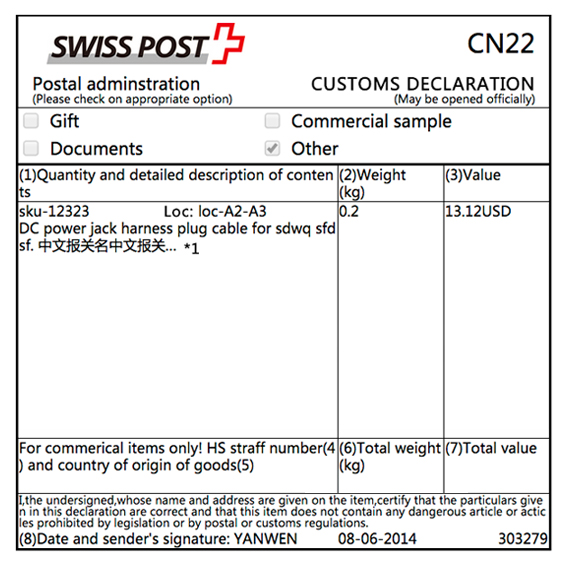 SWISS POST
CN22
Postal adminstration
(Please check on appropriate option)
CUSTOMS DECLARATION
(May be opened officially)
Gift
Commercial sample
Documents
Other
(1)Quantity and detailed description of conten
ts
(2)Weight
(kg)
(3)Value
sku-12323 Loc: loc-A2-A3
DC power jack harness plug cable for sdwq sfd
sf. 中文报关名中文报关... *1
0.2
13.12USD
For commerical items only! HS straff number(4
) and country of origin of goods(5)
(6)Total weight
(kg)
(7)Total value
I,the undersigned,whose name and address are given on the item,certify that the particulars give
n in this declaration are correct and that this item does not contain any dangerous article or artic
les prohibited by legislation or by postal or customs regulations.
(8)Date and sender's signature: YANWEN 08-06-2014 303279